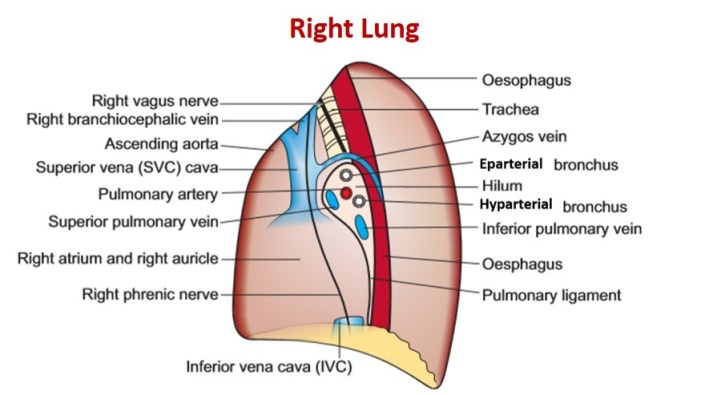 Right Lung
Right vagus nerve
Right branchiocephalic vein
Ascending aorta
Superior vena (SVC) cava
Pulmonary artery
Superior pulmonary vein
Right atrium and right auricle
Right phrenic nerve
Inferior vena cava (IVC)
Oesophagus
Trachea
Azygos vein
Eparterial bronchus
Hilum
Hyparterial bronchus
Inferior pulmonary vein
Oesphagus
Pulmonary ligament